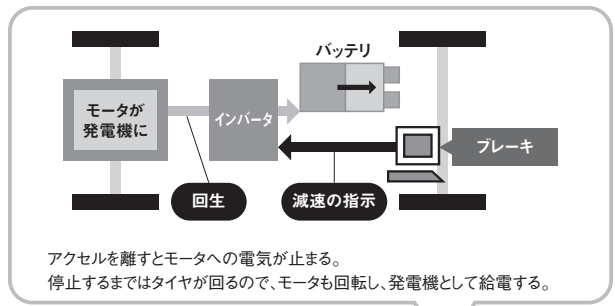 バッテリ
モータが
発電機に
インバータ
ブレーキ
回生
減速の指示
アクセルを離すとモータへの電気が止まる。
停止するまではタイヤが回るので、モータも回転し、発電機として給電する。